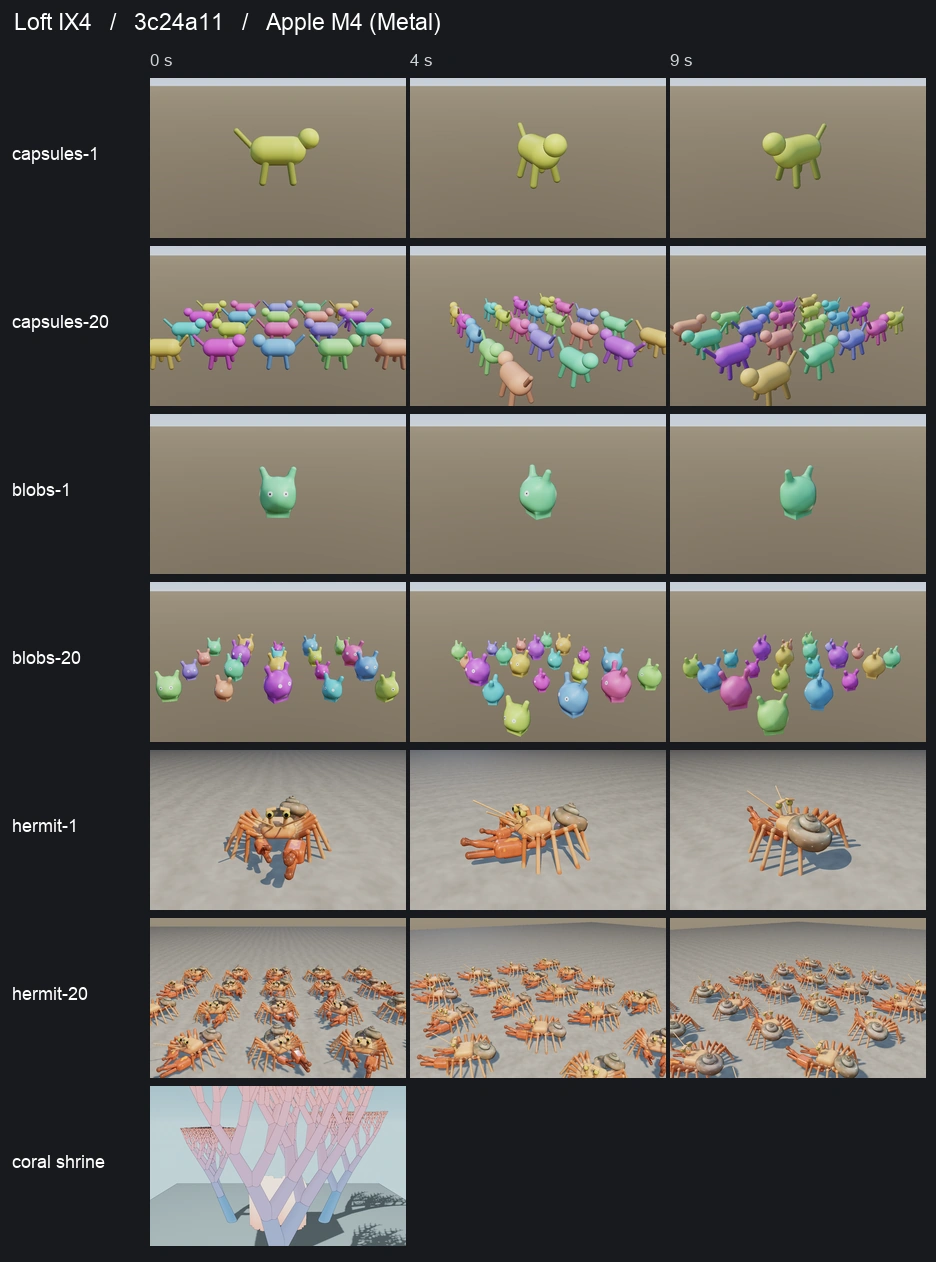 Loft IX4 / 3c24a11 / Apple M4 (Metal)
0 s 4 s 9 s
capsules-1
capsules-20
blobs-1
blobs-20
hermit-1
hermit-20
coral shrine